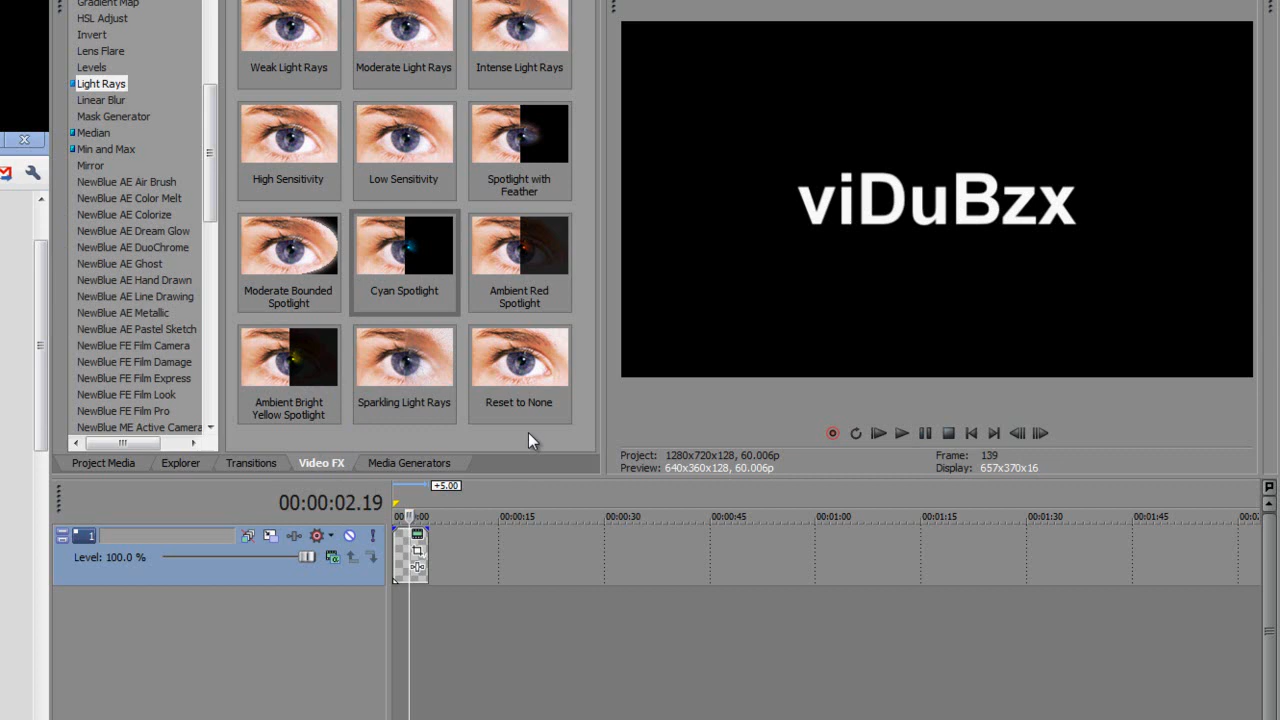 Gradient Map
HSL Adjust
Invert
Lens Flare
Levels
Light Rays
Linear Blur
Mask Generator
Median
Min and Max
Mirror
NewBlue AE Air Brush
NewBlue AE Color Melt
NewBlue AE Colorize
NewBlue AE Dream Glow
NewBlue AE DuoChrome
NewBlue AE Ghost
NewBlue AE Hand Drawn
NewBlue AE Line Drawing
NewBlue AE Metallic
NewBlue AE Pastel Sketch
NewBlue FE Film Camera
NewBlue FE Film Damage
NewBlue FE Film Express
NewBlue FE Film Look
NewBlue FE Film Pro
NewBlue ME Active Camera
Weak Light Rays
Moderate Light Rays
Intense Light Rays
High Sensitivity
Low Sensitivity
Spotlight with
Feather
Moderate Bounded
Spotlight
Cyan Spotlight
Ambient Red
Spotlight
Ambient Bright
Yellow Spotlight
Sparkling Light Rays
Reset to None
viDuBzx
Project: 1280x720x128, 60.006p
Preview: 640x360x128, 60.006p
Frame: 139
Display: 657x370x16
Project Media
Explorer
Transitions
Video FX
Media Generators
00:00:02.19
+5.00
00:00:15
00:00:30
00:00:45
00:01:00
00:01:15
00:01:30
00:01:45
1
Level: 100.0 %